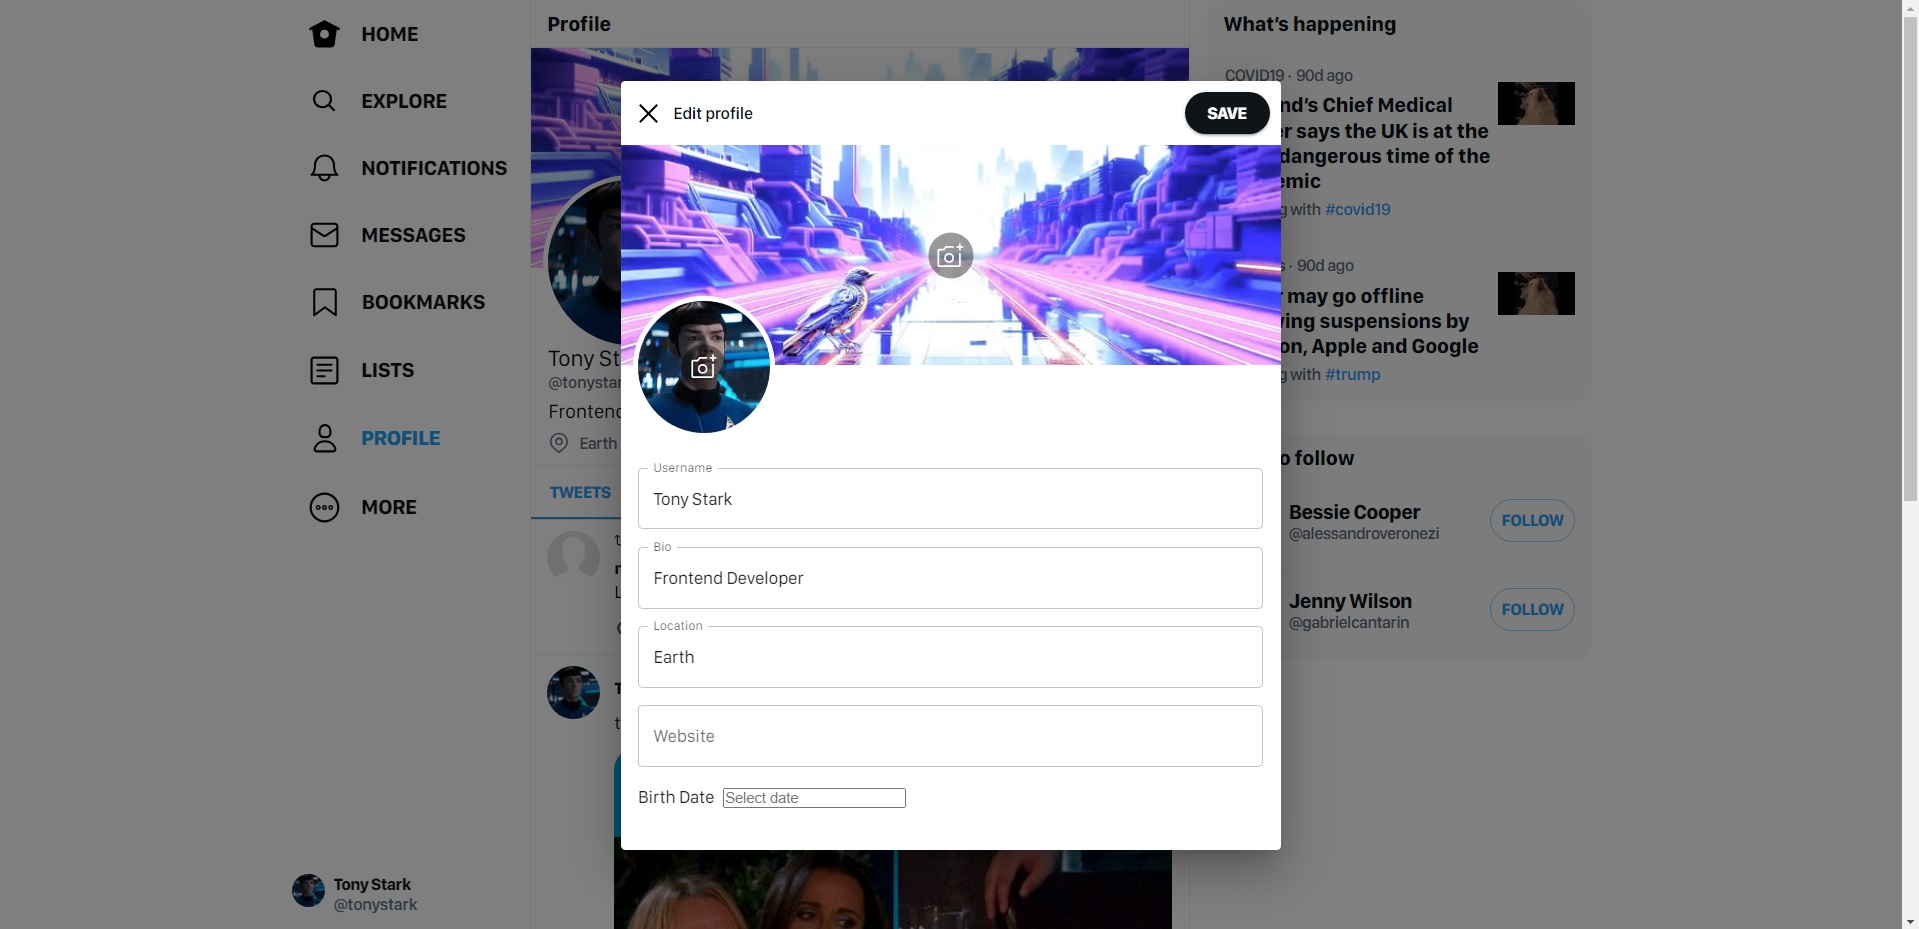 HOME
EXPLORE
NOTIFICATIONS
MESSAGES
BOOKMARKS
LISTS
PROFILE
MORE
Tony Stark
@tonystark
Profile
Tony St
@tonystar
Frontend
Earth
TWEETS
Edit profile
SAVE
Username
Tony Stark
Bio
Frontend Developer
Location
Earth
Website
Birth Date Select date
What's happening
COVID19 · 90d ago
nd's Chief Medical
er says the UK is at the
dangerous time of the
emic
g with #covid19
s · 90d ago
r may go offline
ing suspensions by
on, Apple and Google
g with #trump
o follow
Bessie Cooper
@alessandroveronezi
FOLLOW
Jenny Wilson
@gabrielcantarin
FOLLOW